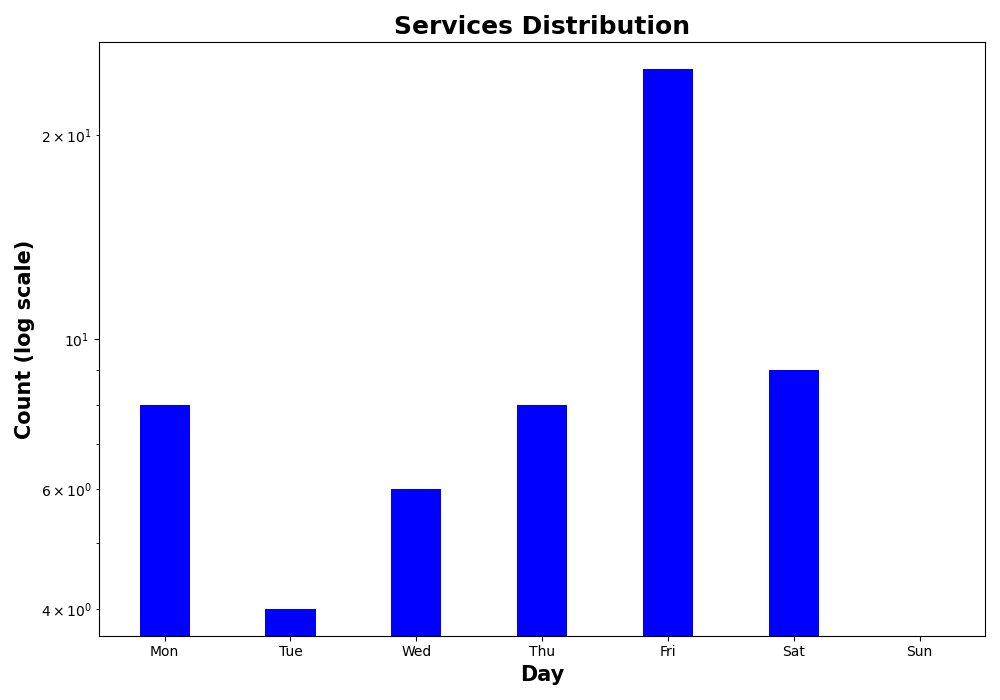 Services Distribution
Count (log scale)
2 × 10¹
10¹
6 × 10⁰
4 × 10⁰
Mon Tue Wed Thu Fri Sat Sun
Day